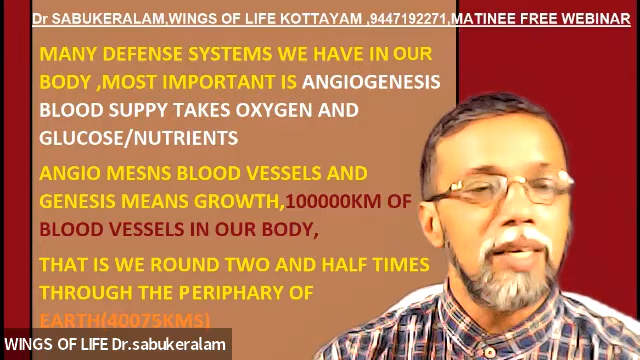 Dr SABUKERALAM,WINGS OF LIFE KOTTAYAM ,9447192271,MATINEE FREE WEBINAR
MANY DEFENSE SYSTEMS WE HAVE IN OUR
BODY ,MOST IMPORTANT IS ANGIOGENESIS
BLOOD SUPPY TAKES OXYGEN AND
GLUCOSE/NUTRIENTS
ANGIO MESNS BLOOD VESSELS AND
GENESIS MEANS GROWTH,100000KM OF
BLOOD VESSELS IN OUR BODY,
THAT IS WE ROUND TWO AND HALF TIMES
THROUGH THE PERIPHARY OF
EARTH(40075KMS)
WINGS OF LIFE Dr.sabukeralam